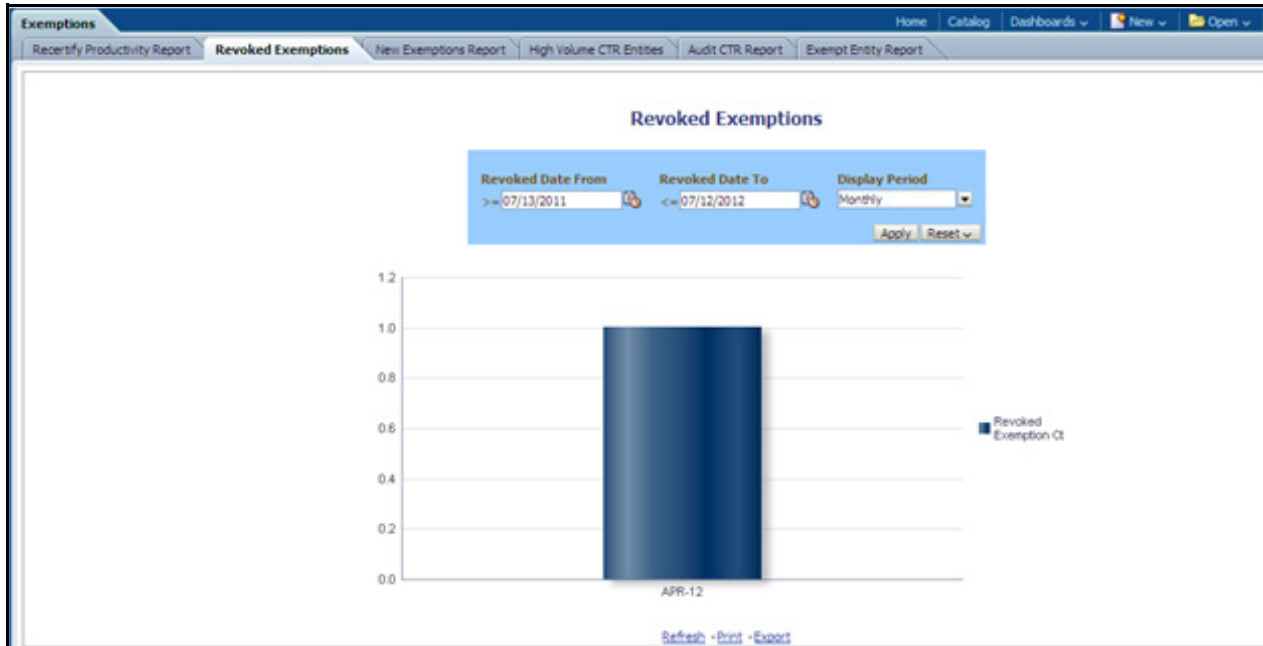 Exemptions
Home Catalog Dashboards New Open
Recertify Productivity Report Revoked Exemptions New Exemptions Report High Volume CTR Entities Audit CTR Report Exempt Entity Report
Revoked Exemptions
Revoked Date From Revoked Date To Display Period
>= 07/13/2011 <= 07/12/2012 Monthly
Apply Reset
1.2
1.0
0.8
0.6
0.4
0.2
0.0
Revoked
Exemption Ct
APR-12
Refresh - Print - Export